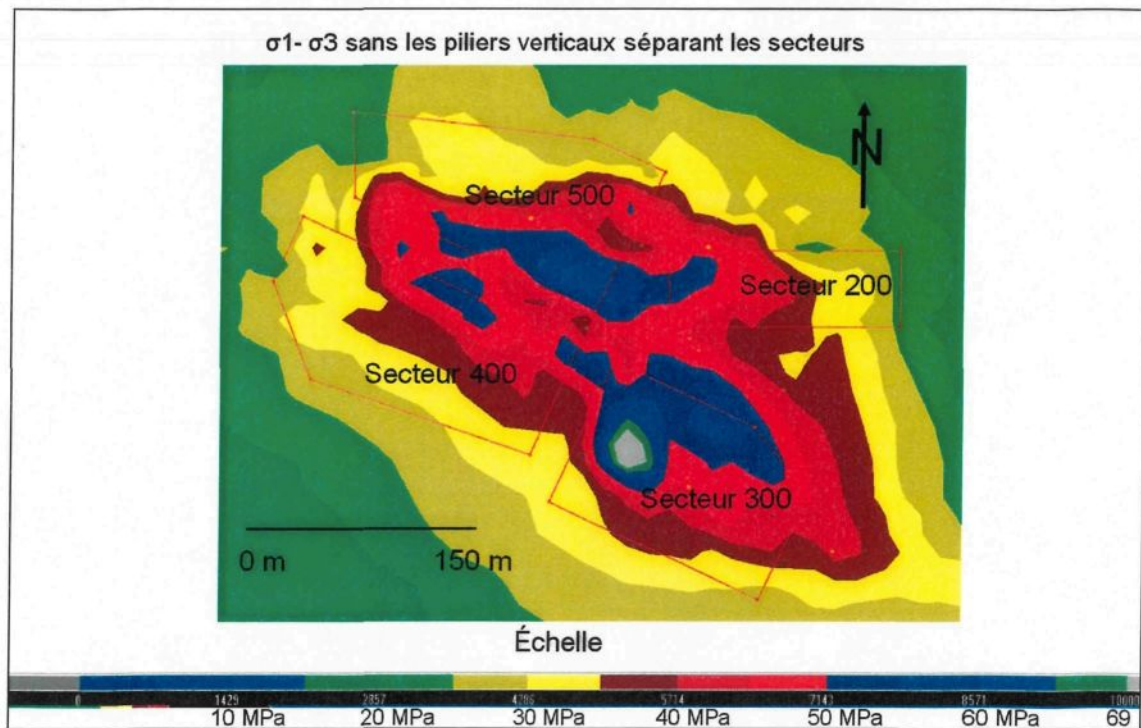 σ1- σ3 sans les piliers verticaux séparant les secteurs
N
Secteur 500
Secteur 200
Secteur 400
Secteur 300
0 m 150 m
Échelle
0 1429 2857 4286 5714 7143 8571 10000
10 MPa 20 MPa 30 MPa 40 MPa 50 MPa 60 MPa 69